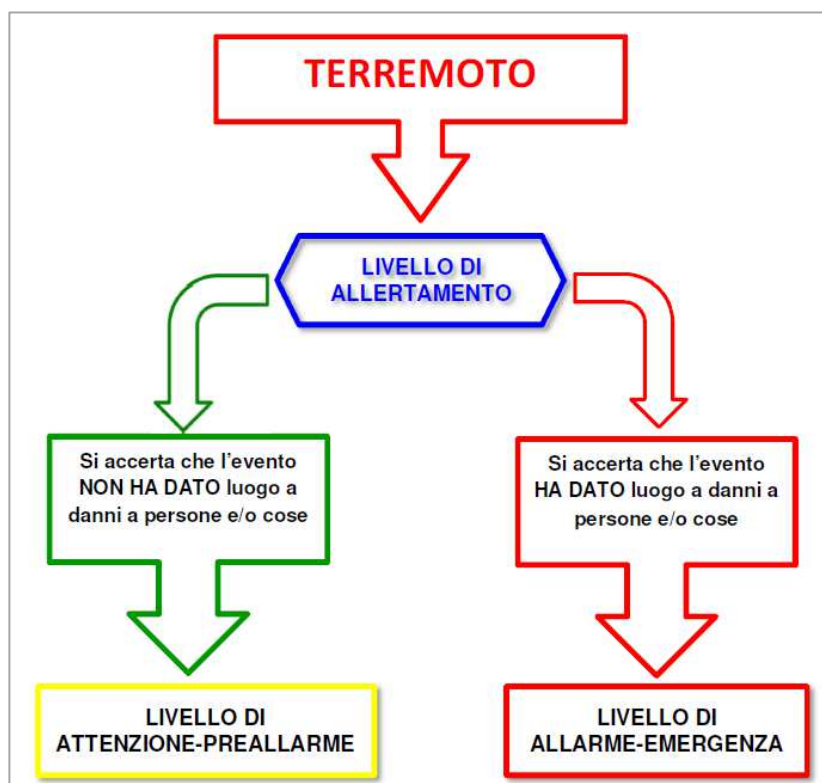 TERREMOTO
LIVELLO DI
ALLERTAMENTO
Si accerta che l'evento
NON HA DATO luogo a
danni a persone e/o cose
Si accerta che l'evento
HA DATO luogo a danni a
persone e/o cose
LIVELLO DI
ATTENZIONE-PREALLARME
LIVELLO DI
ALLARME-EMERGENZA